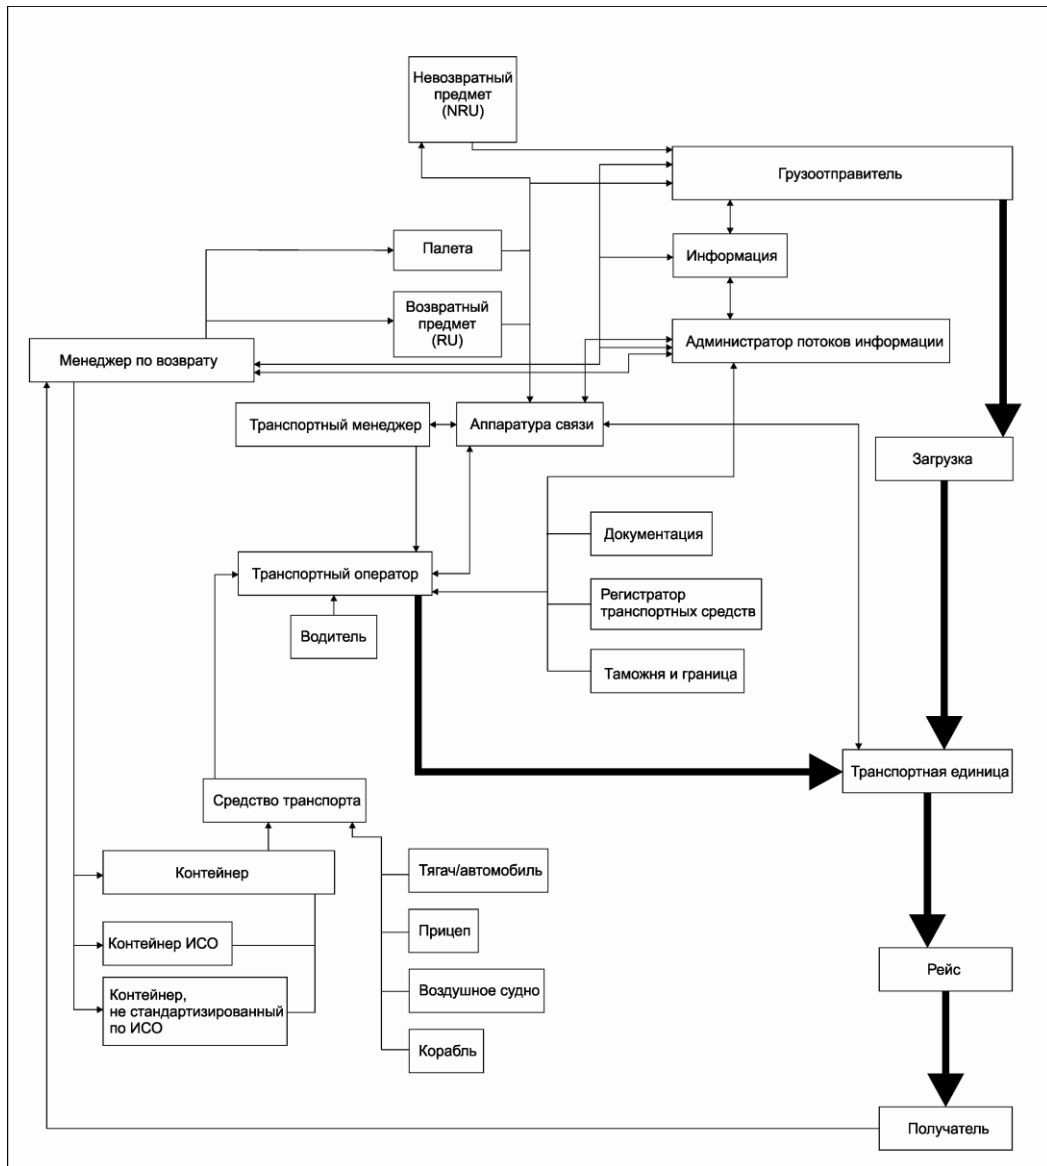 Невозвратный
предмет
(NRU)
Грузоотправитель
Палета
Информация
Возвратный
предмет
(RU)
Менеджер по возврату
Администратор потоков информации
Транспортный менеджер
Аппаратура связи
Загрузка
Документация
Транспортный оператор
Регистратор
транспортных средств
Водитель
Таможня и граница
Транспортная единица
Средство транспорта
Контейнер
Тягач/автомобиль
Прицеп
Контейнер ИСО
Рейс
Воздушное судно
Контейнер,
не стандартизированный
по ИСО
Корабль
Получатель